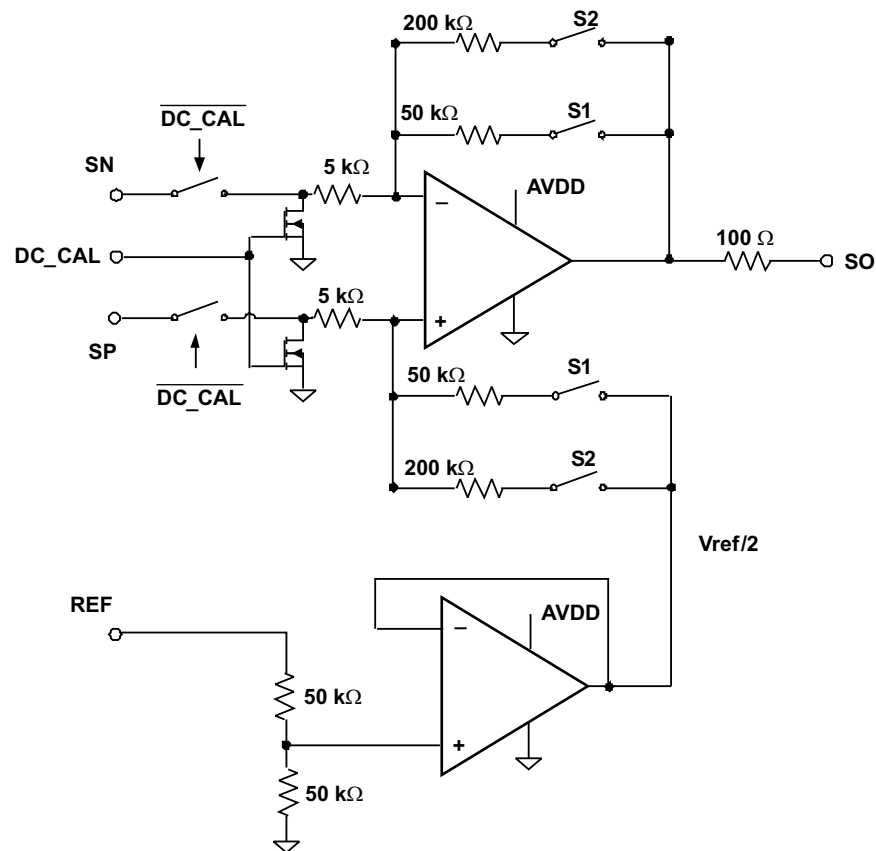 S2
200 kΩ
DC_CAL
S1
50 kΩ
SN
5 kΩ
AVDD
−
100 Ω
DC_CAL
SO
5 kΩ
+
SP
S1
50 kΩ
DC_CAL
S2
200 kΩ
Vref/2
REF
AVDD
−
50 kΩ
+
50 kΩ